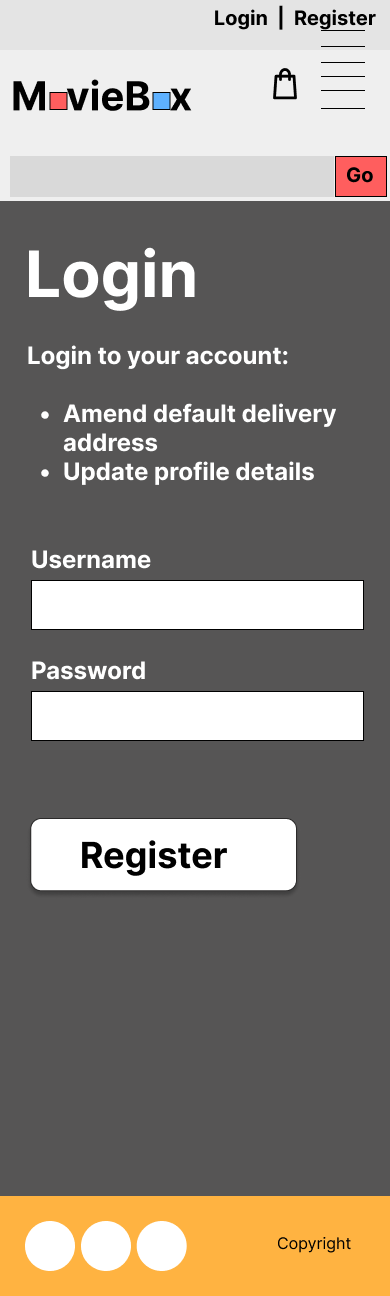 Login | Register
MovieBox
Go
Login
Login to your account:
• Amend default delivery
address
• Update profile details
Username
Password
Register
Copyright